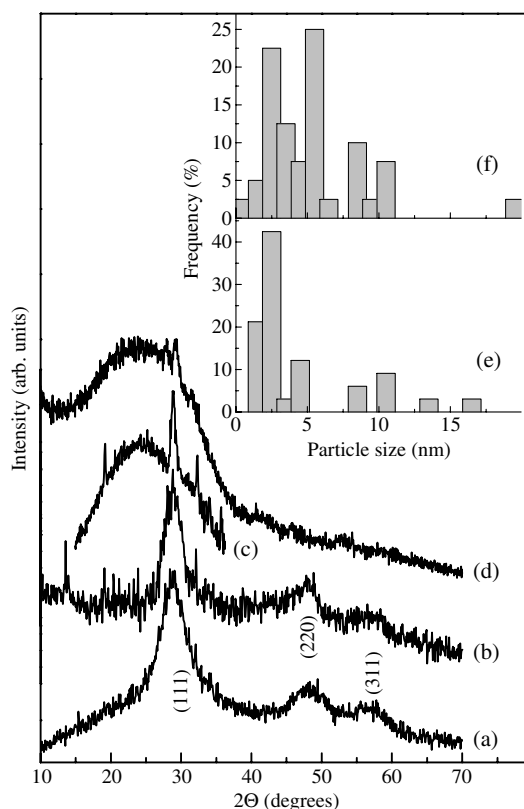 25
20
15
10
5
0
(f)
Frequency (%)
40
30
20
10
0
(e)
0 5 10 15
Particle size (nm)
Intensity (arb. units)
(c)
(d)
(b)
(a)
(111)
(220)
(311)
10 20 30 40 50 60 70
2Θ (degrees)